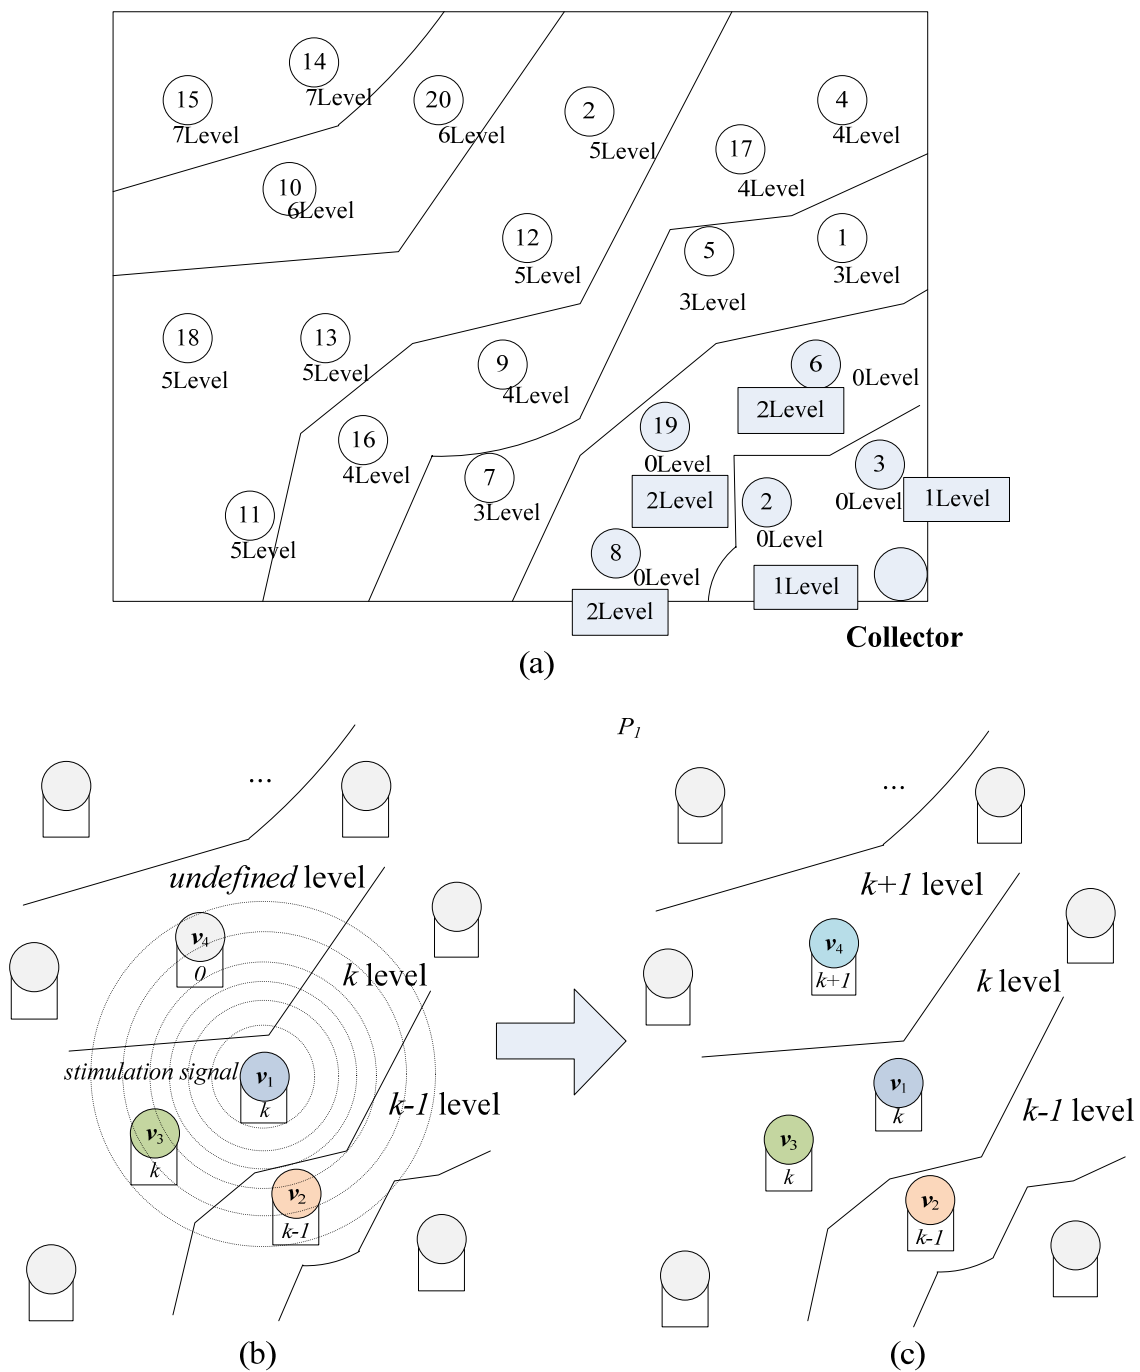 14
7Level
15
7Level
20
6Level
2
5Level
4
4Level
17
4Level
10
6Level
12
5Level
5
3Level
1
3Level
18
5Level
13
5Level
9
4Level
6
0Level
2Level
16
4Level
19
0Level
2Level
7
3Level
3
0Level
1Level
2
0Level
1Level
11
5Level
8
0Level
2Level
Collector
(a)
P1
...
undefined level
v4
0
k level
stimulation signal
v1
k
k-1 level
v3
k
v2
k-1
(b)
...
k+1 level
v4
k+1
k level
v1
k
k-1 level
v3
k
v2
k-1
(c)